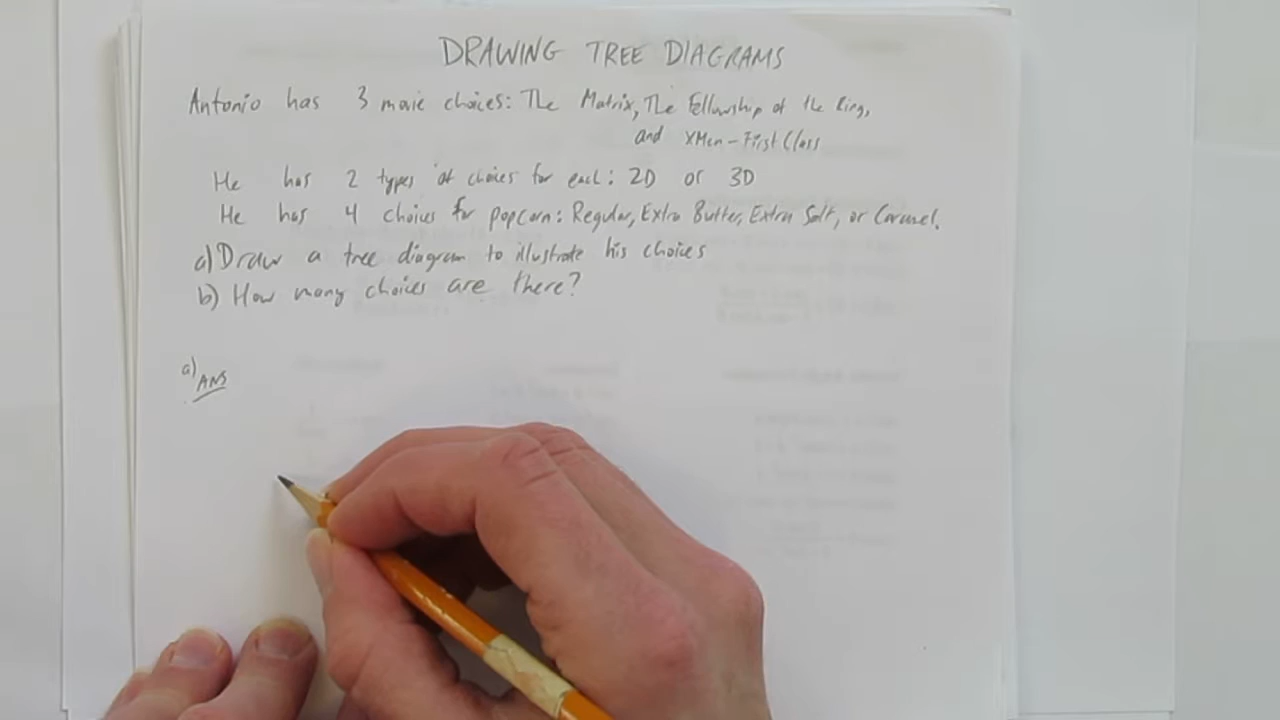 DRAWING TREE DIAGRAMS
Antonio has 3 movie choices: The Matrix, The Fellowship of the Ring,
and XMen - First Class
He has 2 types of choices for each: 2D or 3D
He has 4 choices for popcorn: Regular, Extra Butter, Extra Salt, or Caramel.
a) Draw a tree diagram to illustrate his choices
b) How many choices are there?
a) ANS